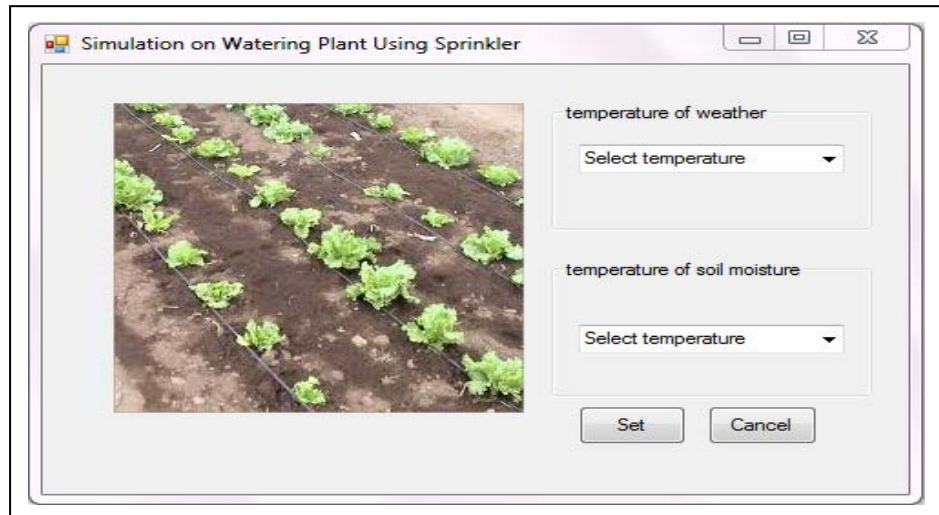 Simulation on Watering Plant Using Sprinkler
temperature of weather
Select temperature
temperature of soil moisture
Select temperature
Set
Cancel